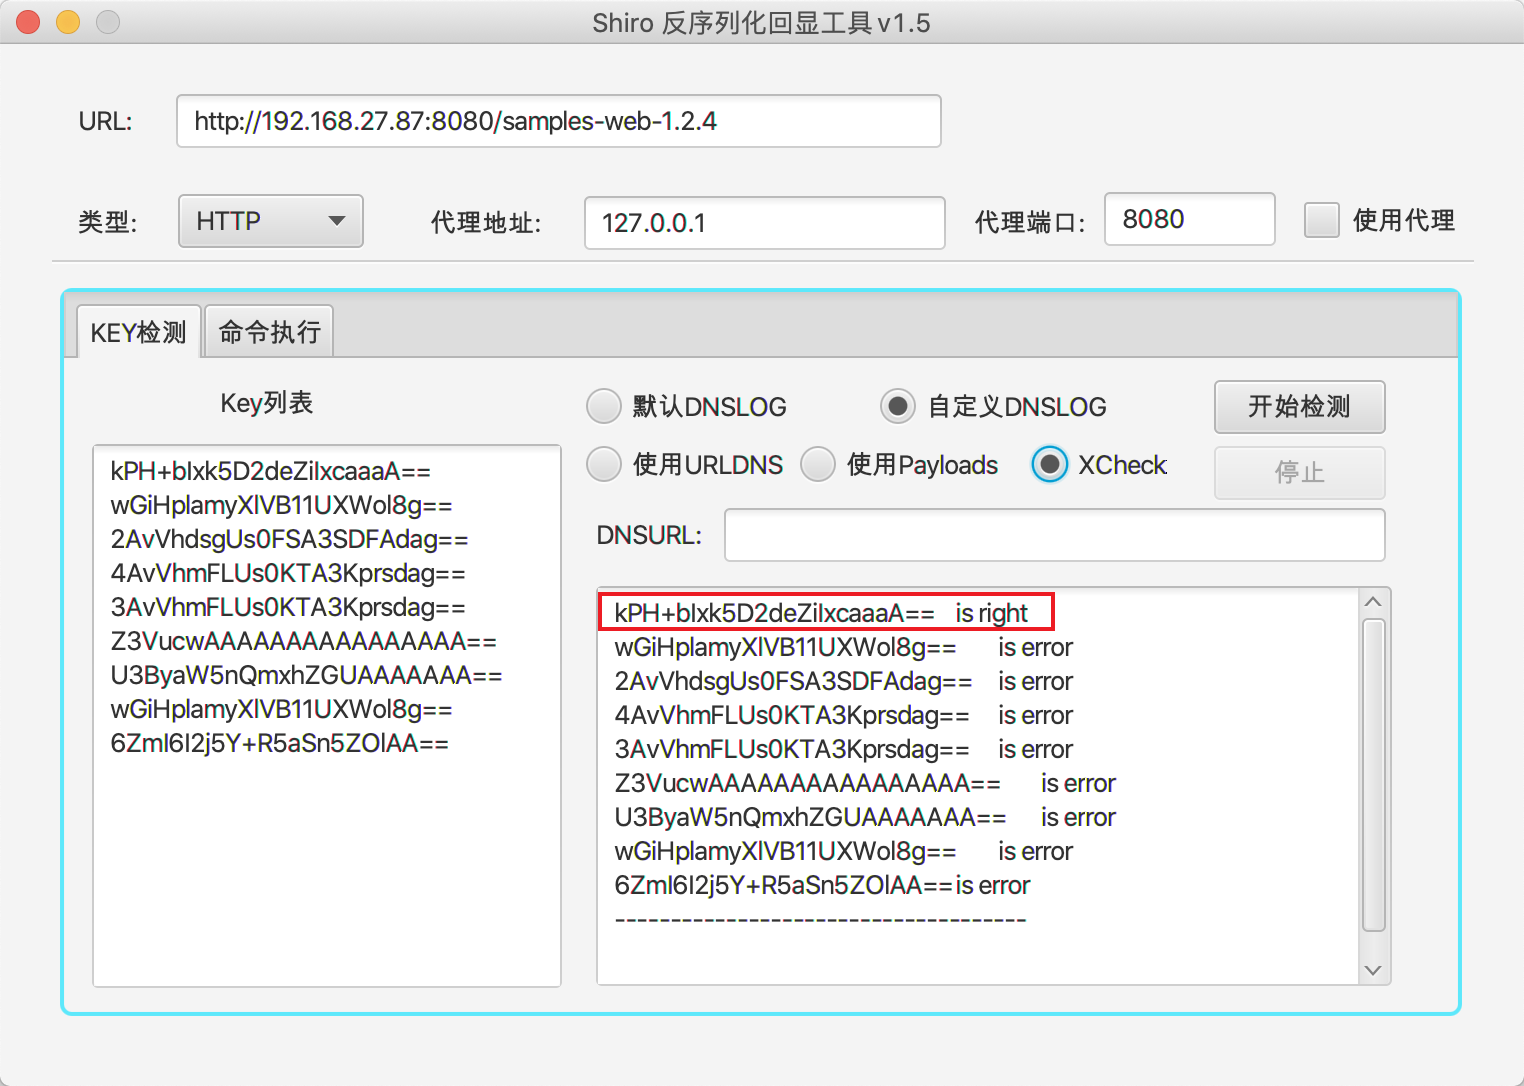 Shiro 反序列化回显工具 v1.5
URL: http://192.168.27.87:8080/samples-web-1.2.4
类型: HTTP 代理地址: 127.0.0.1 代理端口: 8080 使用代理
KEY检测 命令执行
Key列表
kPH+bIxk5D2deZiIxcaaaA==
wGiHplamyXlVB11UXWol8g==
2AvVhdsgUs0FSA3SDFAdag==
4AvVhmFLUs0KTA3Kprsdag==
3AvVhmFLUs0KTA3Kprsdag==
Z3VucwAAAAAAAAAAAAAAAA==
U3ByaW5nQmxhZGUAAAAAAA==
wGiHplamyXlVB11UXWol8g==
6ZmI6I2j5Y+R5aSn5ZOlAA==
默认DNSLOG 自定义DNSLOG 开始检测
使用URLDNS 使用Payloads XCheck 停止
DNSURL:
kPH+bIxk5D2deZiIxcaaaA== is right
wGiHplamyXlVB11UXWol8g== is error
2AvVhdsgUs0FSA3SDFAdag== is error
4AvVhmFLUs0KTA3Kprsdag== is error
3AvVhmFLUs0KTA3Kprsdag== is error
Z3VucwAAAAAAAAAAAAAAAA== is error
U3ByaW5nQmxhZGUAAAAAAA== is error
wGiHplamyXlVB11UXWol8g== is error
6ZmI6I2j5Y+R5aSn5ZOlAA== is error
-------------------------------------